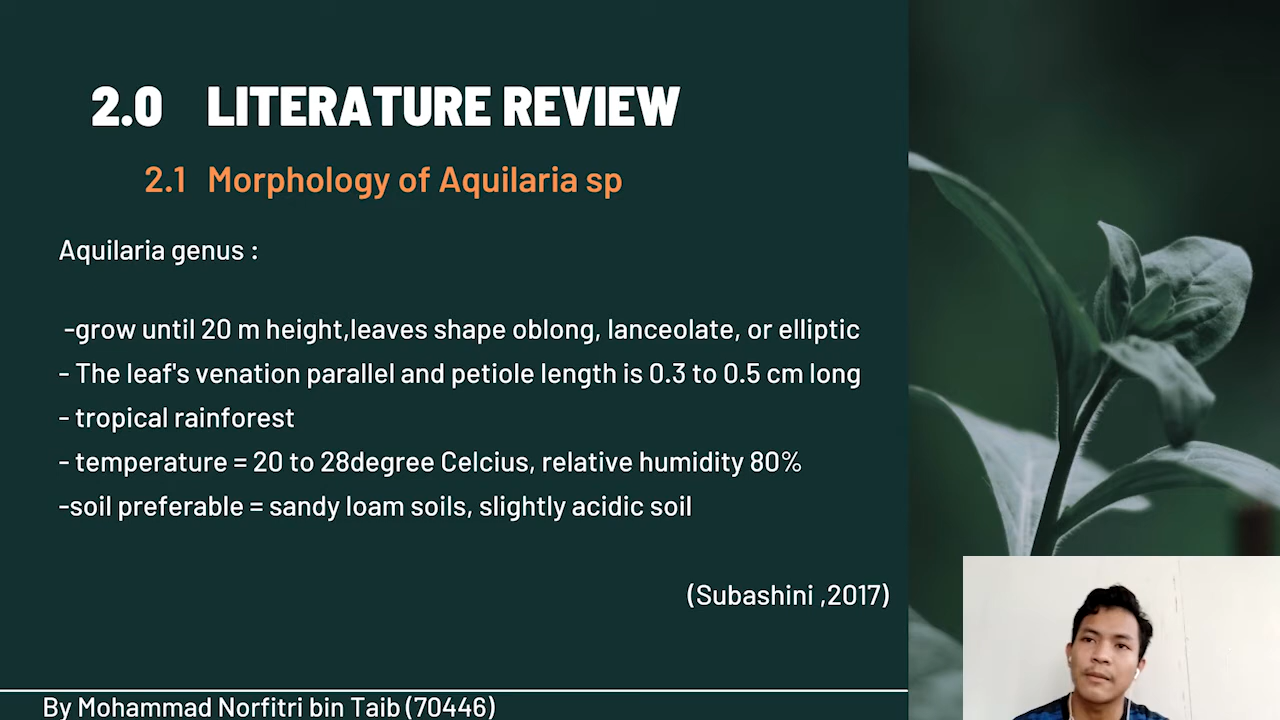 2.0 LITERATURE REVIEW
2.1 Morphology of Aquilaria sp
Aquilaria genus :
-grow until 20 m height,leaves shape oblong, lanceolate, or elliptic
- The leaf's venation parallel and petiole length is 0.3 to 0.5 cm long
- tropical rainforest
- temperature = 20 to 28degree Celcius, relative humidity 80%
-soil preferable = sandy loam soils, slightly acidic soil
(Subashini ,2017)
By Mohammad Norfitri bin Taib (70446)